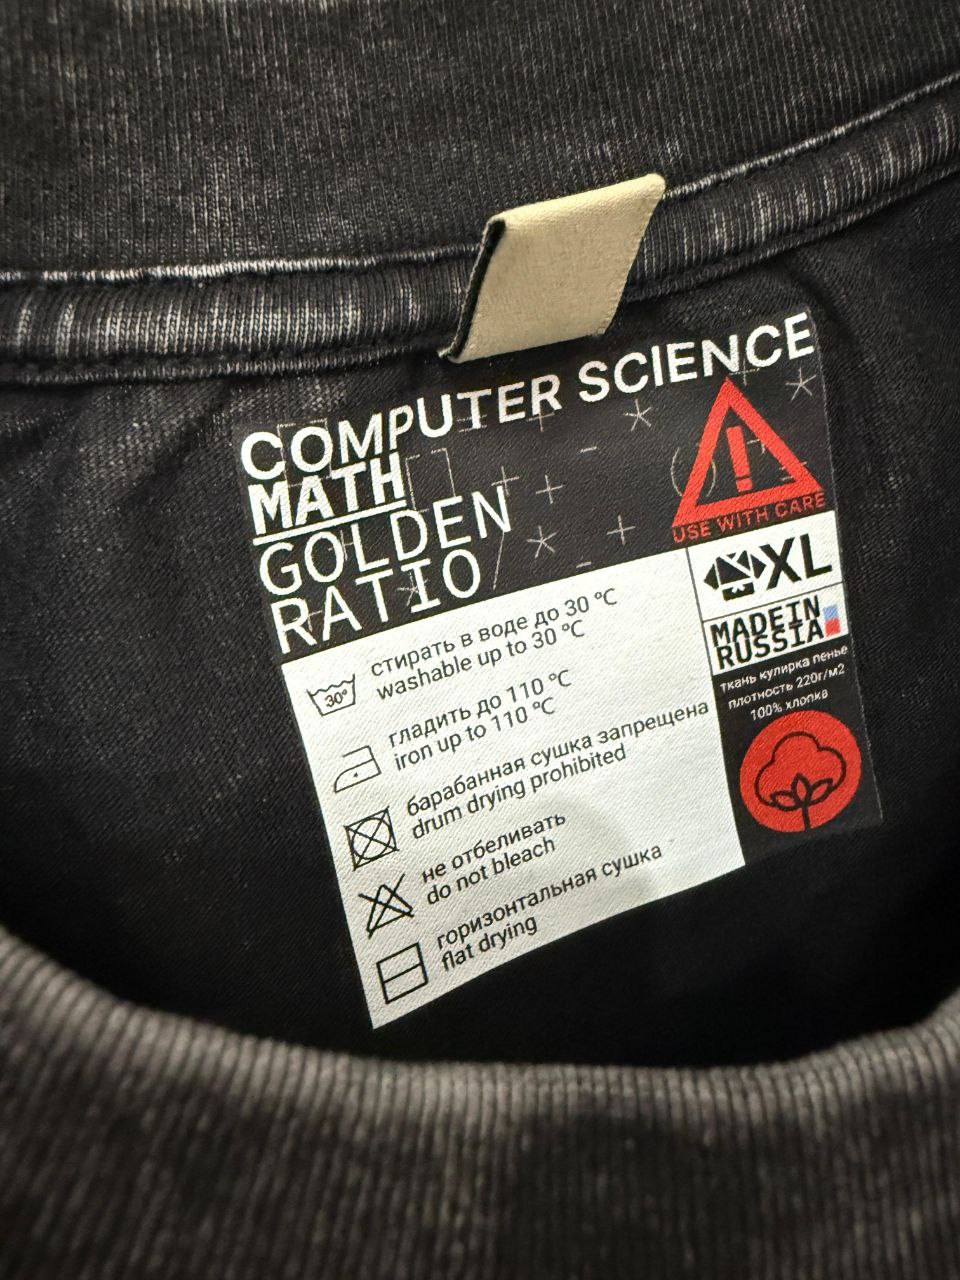 COMPUTER SCIENCE
MATH
GOLDEN
RATIO
USE WITH CARE
XL
MADE IN
RUSSIA
ткань кулирка пенье
плотность 220г/м2
100% хлопка
стирать в воде до 30 °C
washable up to 30 °C
30°
гладить до 110 °C
iron up to 110 °C
барабанная сушка запрещена
drum drying prohibited
не отбеливать
do not bleach
горизонтальная сушка
flat drying